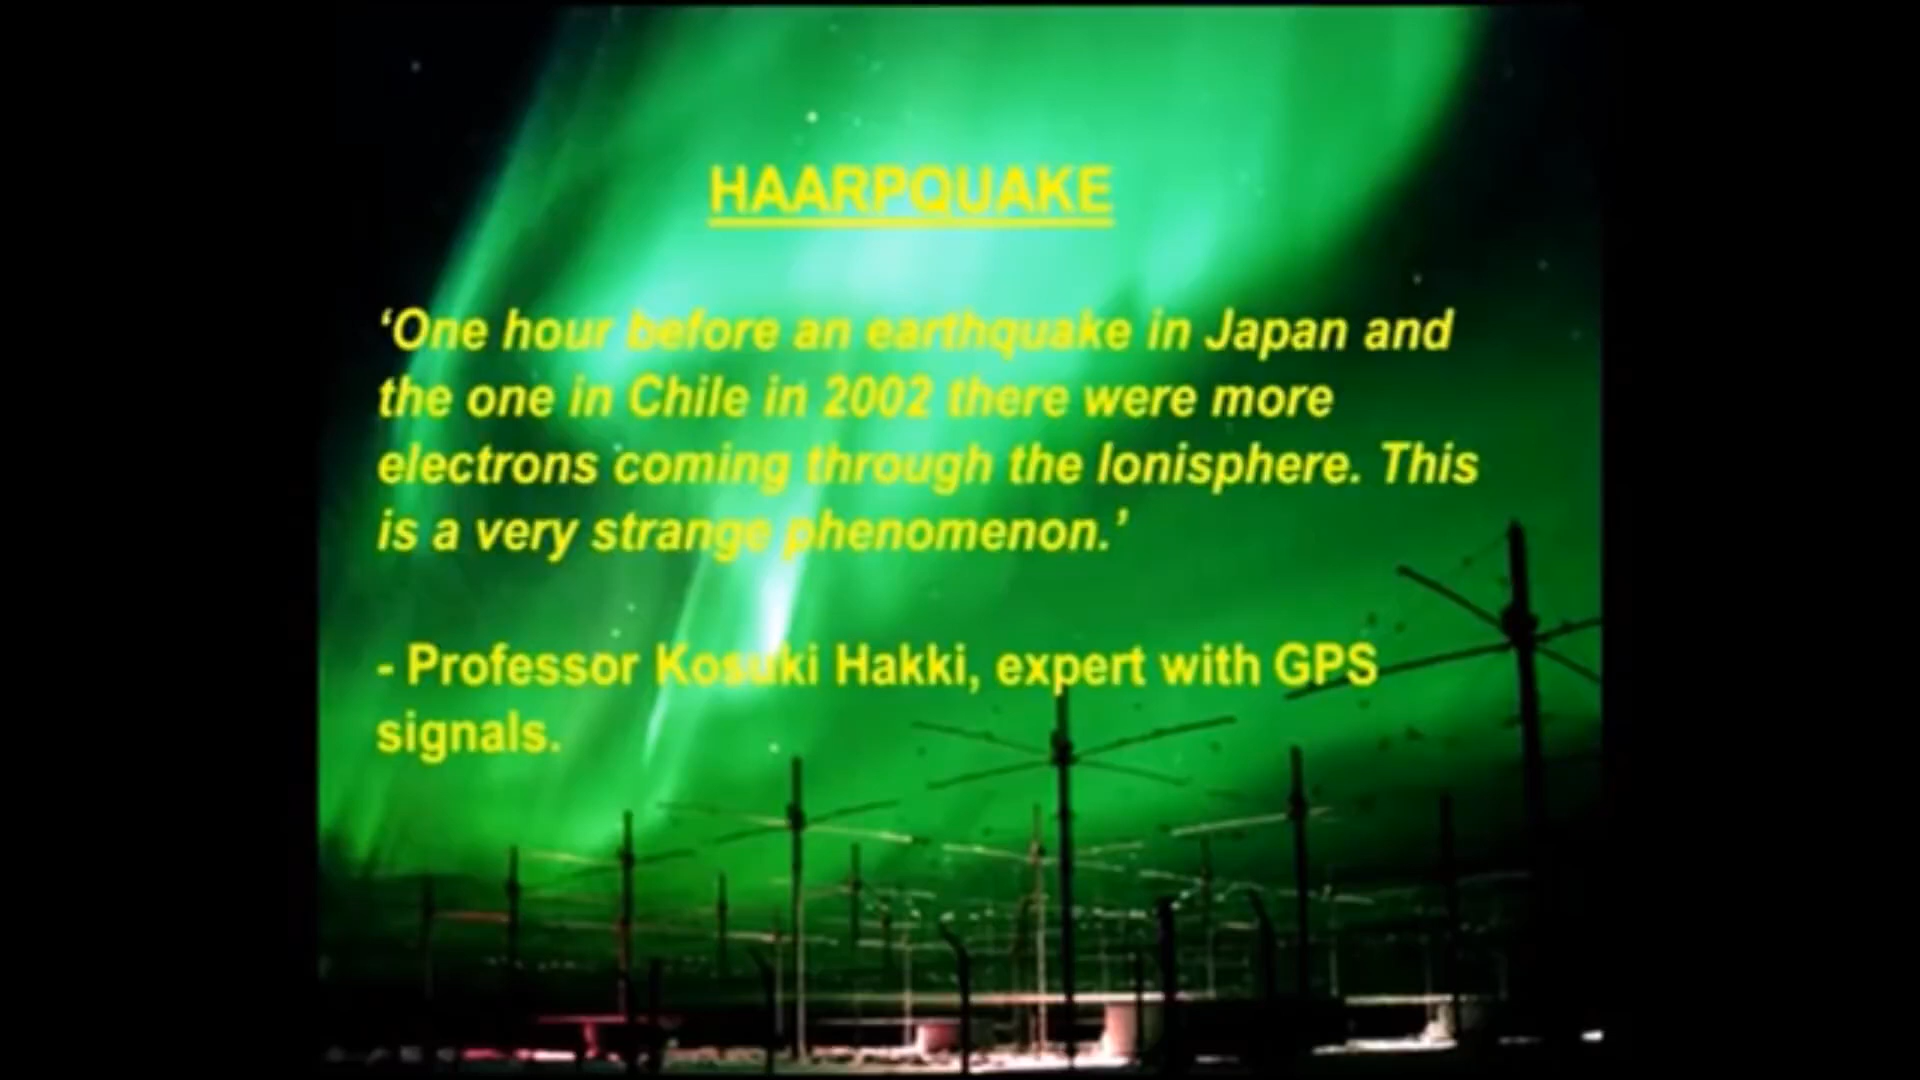 HAARPQUAKE
‘One hour before an earthquake in Japan and
the one in Chile in 2002 there were more
electrons coming through the Ionisphere. This
is a very strange phenomenon.’
- Professor Kosuki Hakki, expert with GPS
signals.